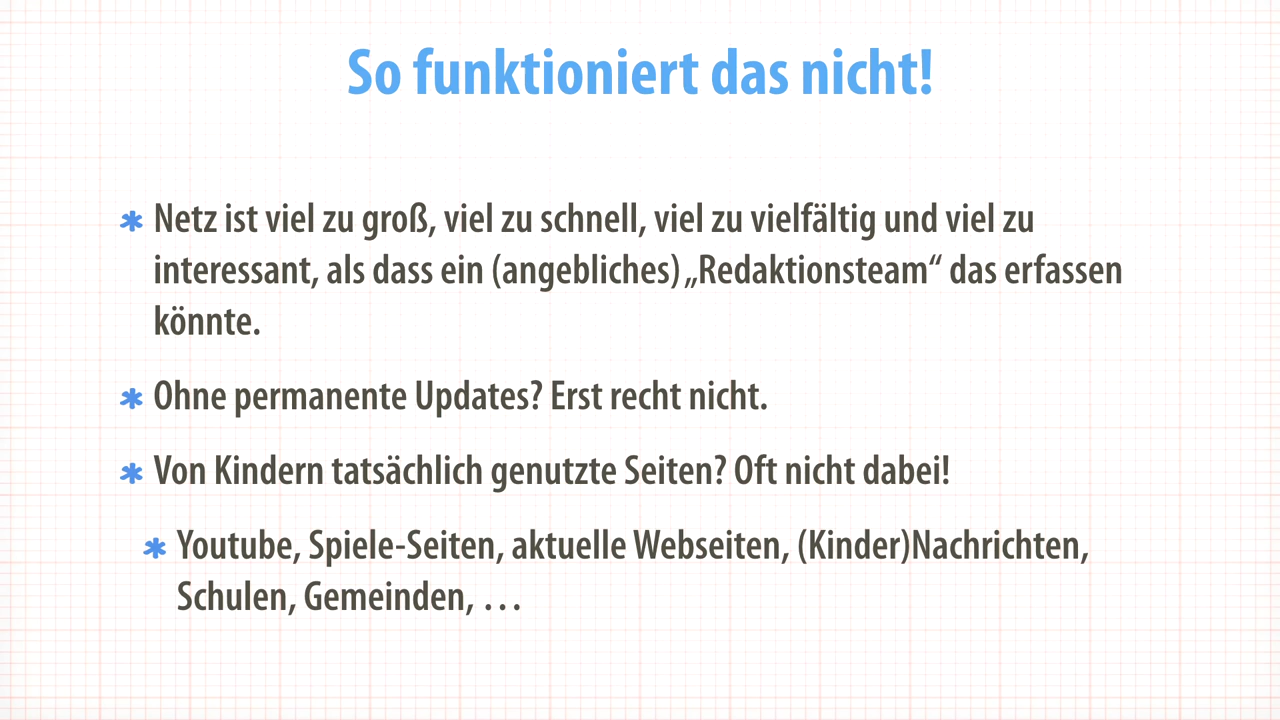 So funktioniert das nicht!
* Netz ist viel zu groß, viel zu schnell, viel zu vielfältig und viel zu
interessant, als dass ein (angebliches) „Redaktionsteam“ das erfassen
könnte.
* Ohne permanente Updates? Erst recht nicht.
* Von Kindern tatsächlich genutzte Seiten? Oft nicht dabei!
* Youtube, Spiele-Seiten, aktuelle Webseiten, (Kinder)Nachrichten,
Schulen, Gemeinden, …